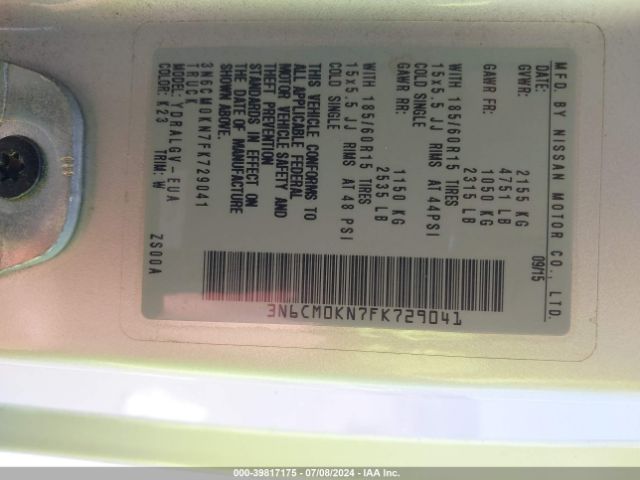 MFD. BY NISSAN MOTOR CO., LTD.
DATE: 09/15
GVWR: 2155 KG
4751 LB
GAWR FR: 1050 KG
2315 LB
WITH 185/60R15 TIRES
15x5.5 JJ RIMS AT 44PSI
COLD SINGLE
GAWR RR: 1150 KG
2535 LB
WITH 185/60R15 TIRES
15x5.5 JJ RIMS AT 48 PSI
COLD SINGLE
THIS VEHICLE CONFORMS TO
ALL APPLICABLE FEDERAL
MOTOR VEHICLE SAFETY AND
THEFT PREVENTION
STANDARDS IN EFFECT ON
THE DATE OF MANUFACTURE
SHOWN ABOVE.
3N6CM0KN7FK729041
TRUCK
MODEL: YDRALGV-EUA
COLOR: K23 TRIM: W ZS00A
3N6CM0KN7FK729041
000-39817175 | 07/08/2024 | IAA Inc.